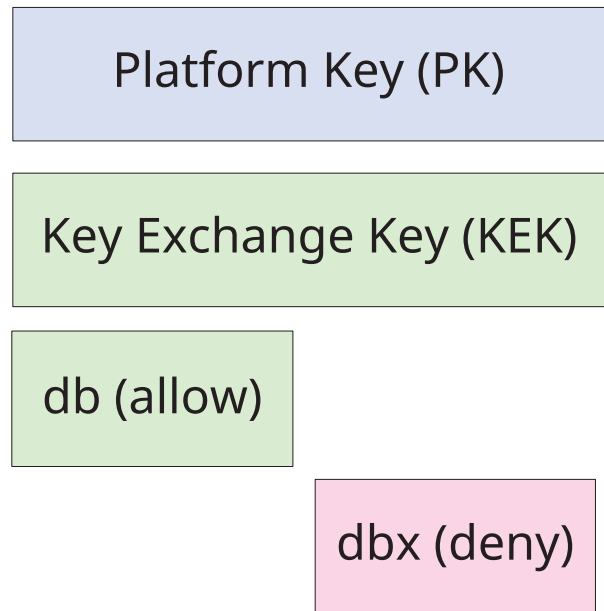 Platform Key (PK)
Key Exchange Key (KEK)
db (allow)
dbx (deny)